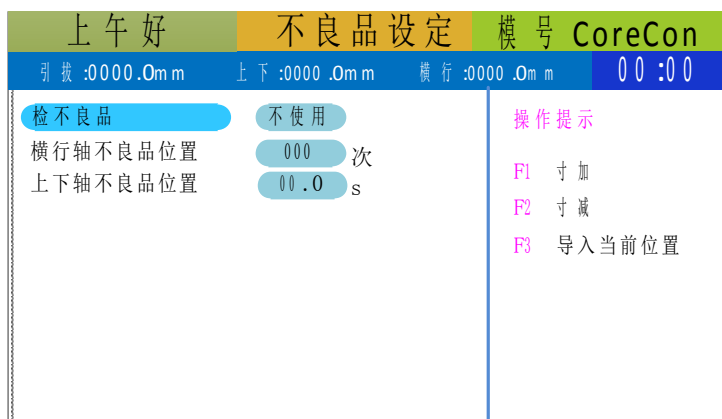 上午好 不良品设定 模号 CoreCon
引拔:0000.0mm 上下:0000.0mm 横行:0000.0mm 00:00
检不良品 不使用
横行轴不良品位置 000 次
上下轴不良品位置 00.0 s
操作提示
F1 寸加
F2 寸减
F3 导入当前位置